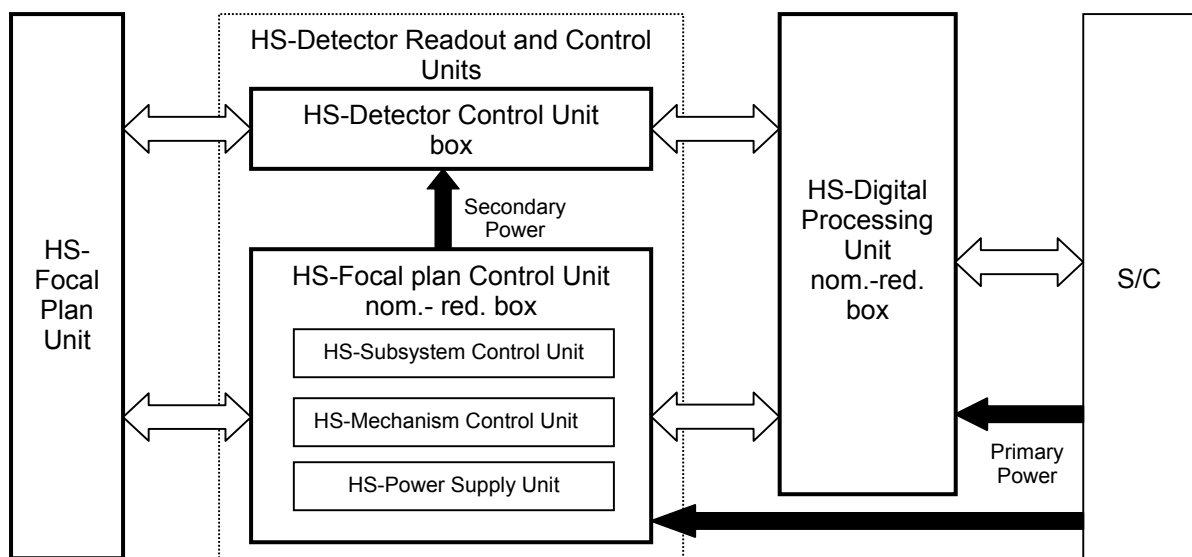 HS-Detector Readout and Control
Units
HS-Detector Control Unit
box
Secondary
Power
HS-Focal plan Control Unit
nom.- red. box
HS-Subsystem Control Unit
HS-Mechanism Control Unit
HS-Power Supply Unit
HS-
Focal
Plan
Unit
HS-Digital
Processing
Unit
nom.-red.
box
S/C
Primary
Power